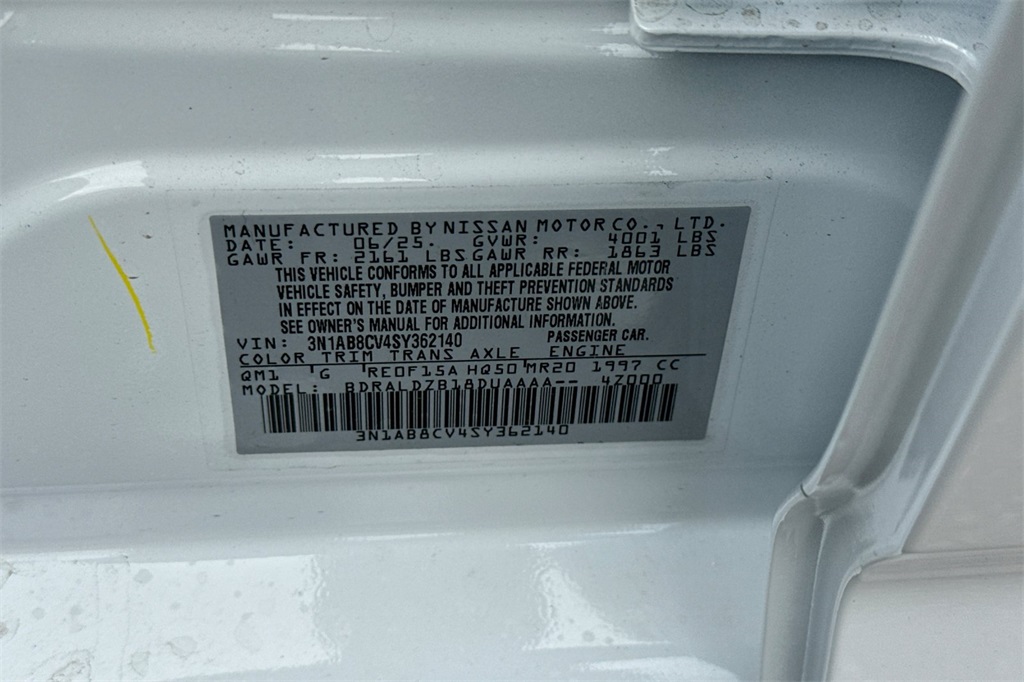 MANUFACTURED BY NISSAN MOTOR CO., LTD.
DATE: 06/25. GVWR: 4001 LBS
GAWR FR: 2161 LBS GAWR RR: 1863 LBS
THIS VEHICLE CONFORMS TO ALL APPLICABLE FEDERAL MOTOR
VEHICLE SAFETY, BUMPER AND THEFT PREVENTION STANDARDS
IN EFFECT ON THE DATE OF MANUFACTURE SHOWN ABOVE.
SEE OWNER'S MANUAL FOR ADDITIONAL INFORMATION.
VIN: 3N1AB8CV4SY362140 PASSENGER CAR.
COLOR TRIM TRANS AXLE ENGINE
QM1 G RE0F15A HQ50 MR20 1997 CC
MODEL: BDRALDZB18DUAAAA-- 47000
3N1AB8CV4SY362140